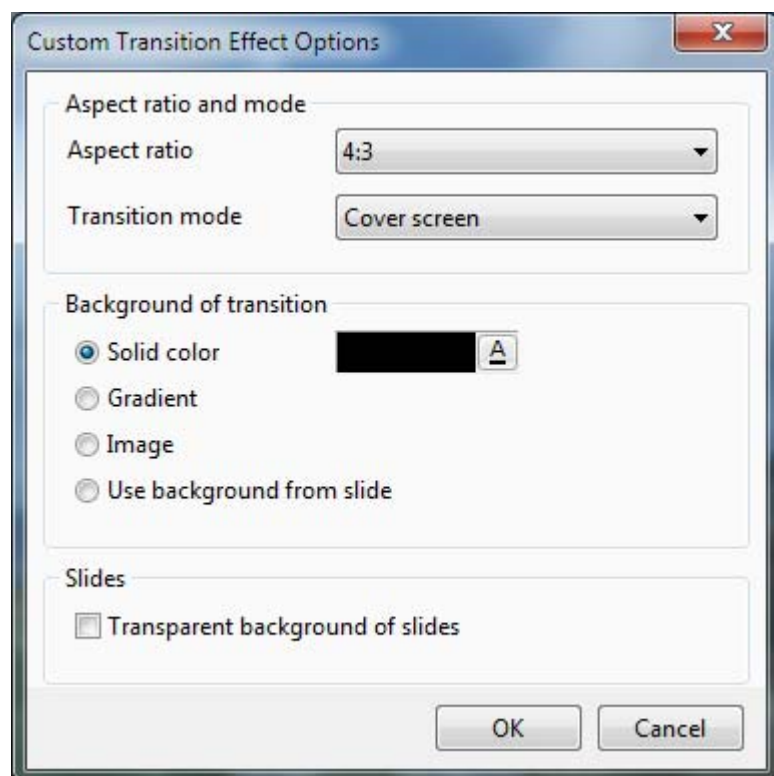 Custom Transition Effect Options
Aspect ratio and mode
Aspect ratio 4:3
Transition mode Cover screen
Background of transition
Solid color A
Gradient
Image
Use background from slide
Slides
Transparent background of slides
OK Cancel